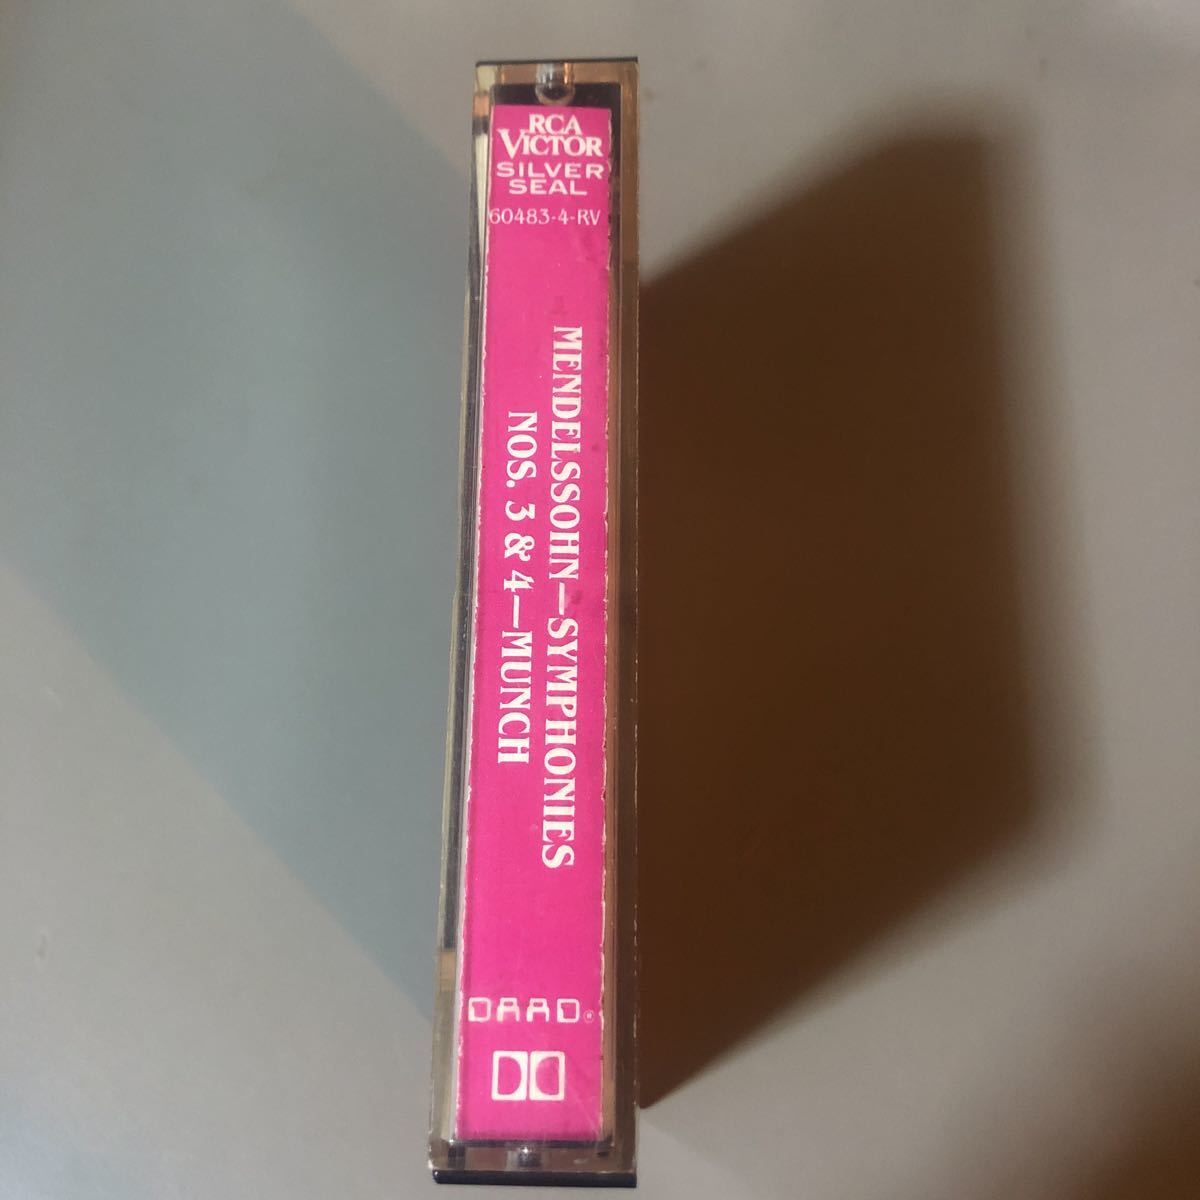 RCA
VICTOR
SILVER
SEAL
60483-4-RV
MENDELSSOHN—SYMPHONIES
NOS. 3 & 4—MUNCH
DAAD®